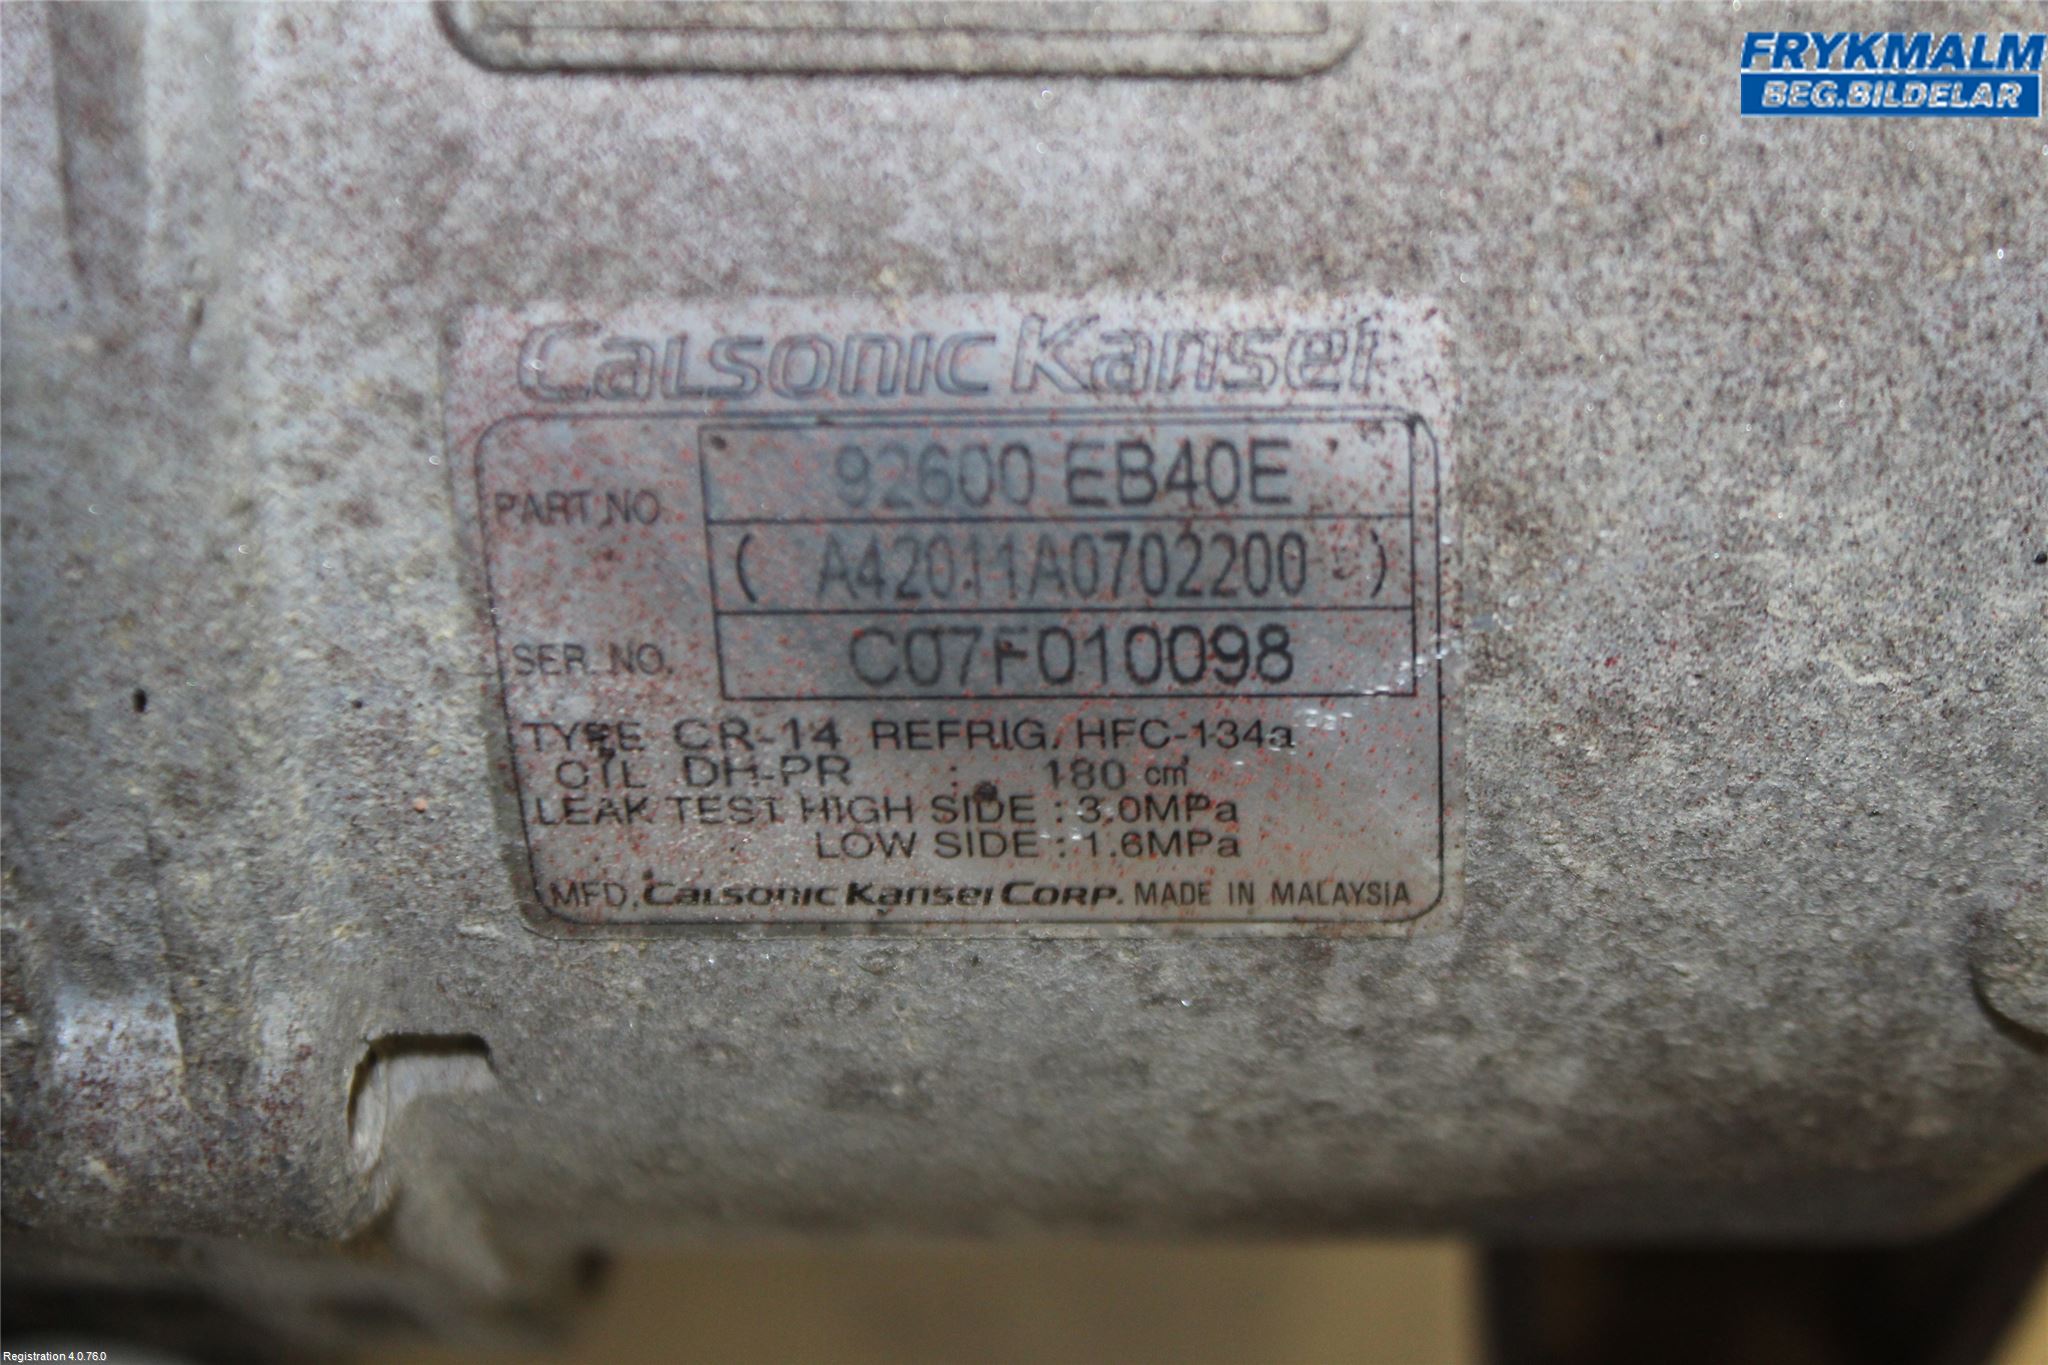 FRYKMALM
BEG.BILDELAR
Calsonic Kansei
PART NO. 92600 EB40E
( A42011A0702200 )
SER. NO. C07F010098
TYPE CR-14 REFRIG. HFC-134a
OIL DH-PR : 180 cm³
LEAK TEST HIGH SIDE : 3.0MPa
LOW SIDE : 1.6MPa
MFD. Calsonic Kansei Corp. MADE IN MALAYSIA
Registration 4.0.76.0